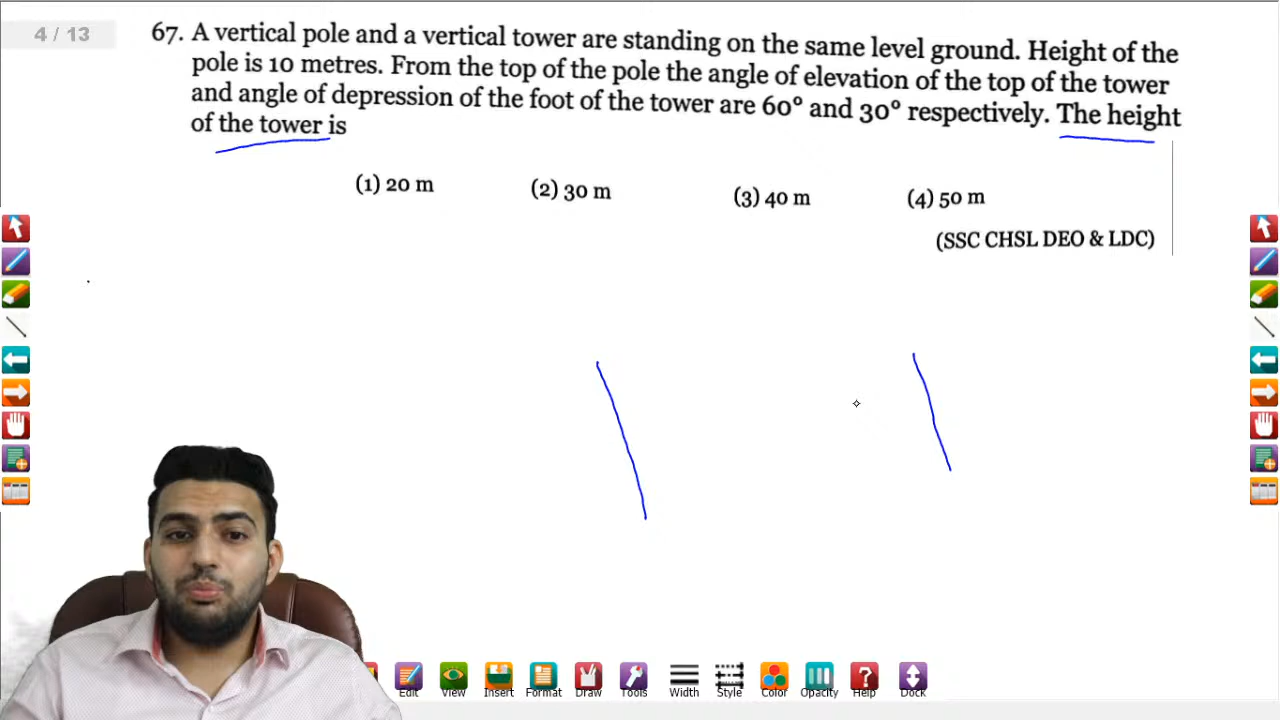 4 / 13
67. A vertical pole and a vertical tower are standing on the same level ground. Height of the
pole is 10 metres. From the top of the pole the angle of elevation of the top of the tower
and angle of depression of the foot of the tower are 60° and 30° respectively. The height
of the tower is
(1) 20 m (2) 30 m (3) 40 m (4) 50 m
(SSC CHSL DEO & LDC)
Edit View Insert Format Draw Tools Width Style Color Opacity Help Dock